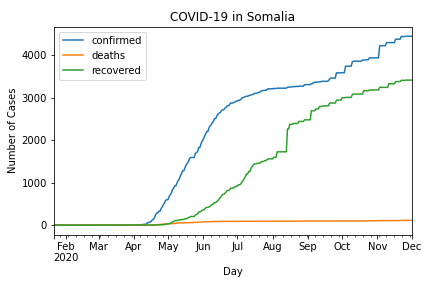 COVID-19 in Somalia
confirmed
deaths
recovered
Number of Cases
4000
3000
2000
1000
0
Feb Mar Apr May Jun Jul Aug Sep Oct Nov Dec
2020
Day